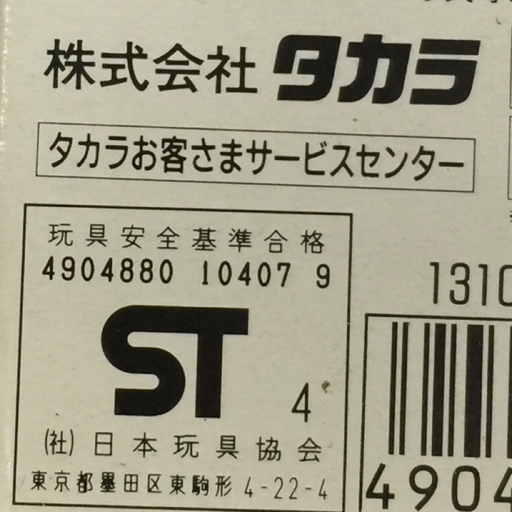 株式会社 タカラ
タカラお客さまサービスセンター
玩具安全基準合格
4904880 10407 9
ST 4
(社) 日本玩具協会
東京都墨田区東駒形 4-22-4
1310
4904